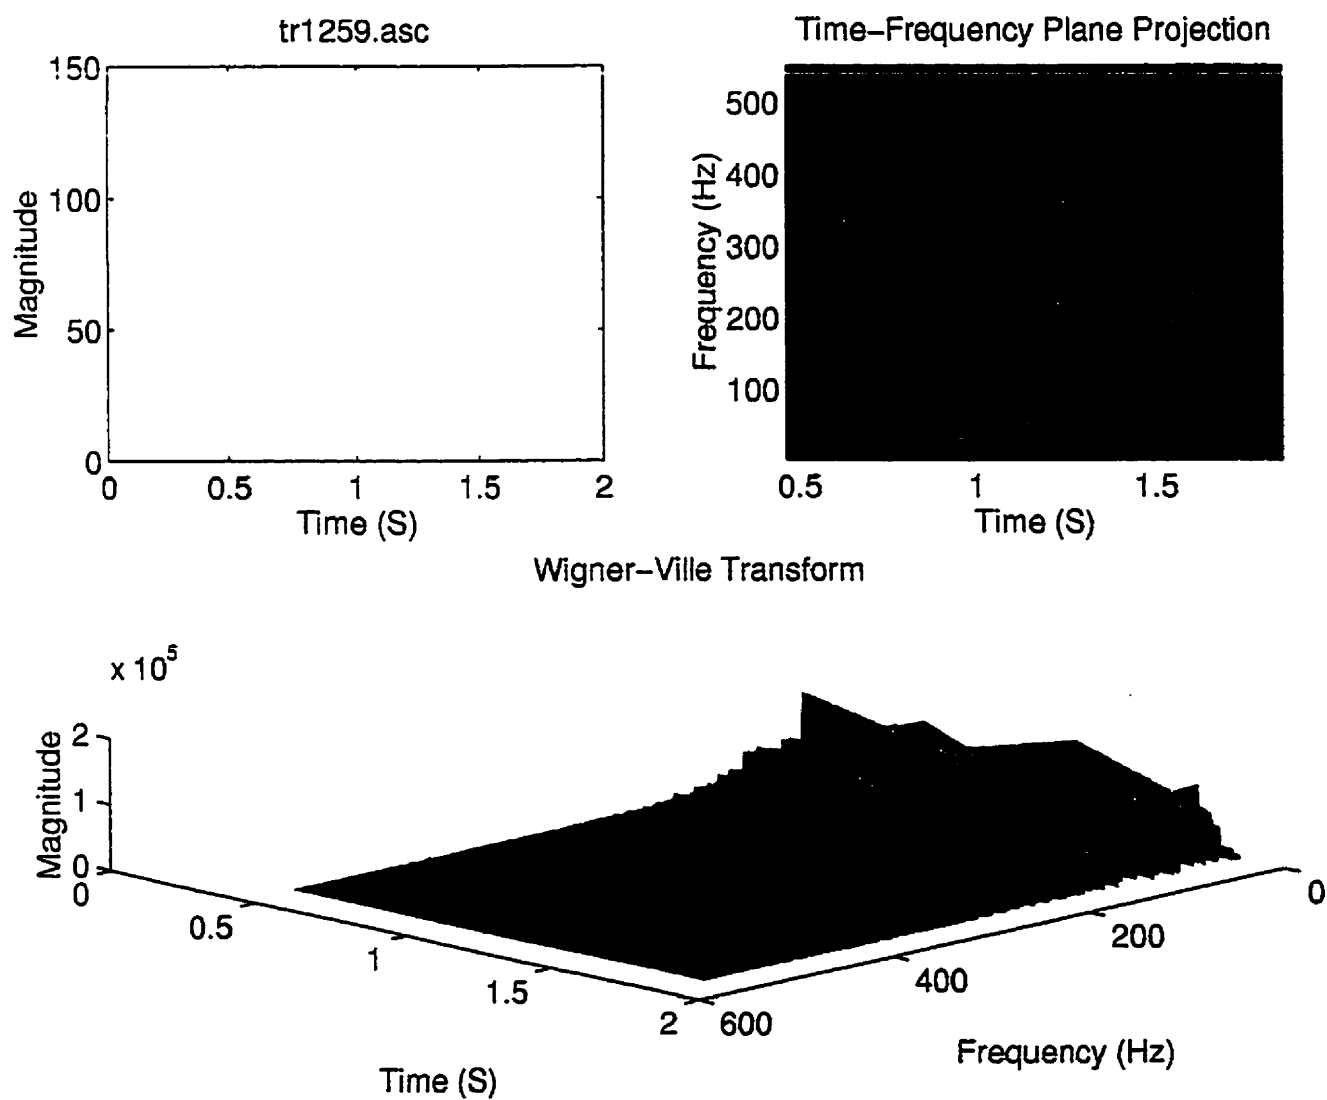 tr1259.asc
150
100
50
0
Magnitude
0 0.5 1 1.5 2
Time (S)
Time-Frequency Plane Projection
500
400
300
200
100
Frequency (Hz)
0.5 1 1.5
Time (S)
Wigner-Ville Transform
x 10^5
2
1
0
Magnitude
0
0.5
1
1.5
2
Time (S)
600
400
200
0
Frequency (Hz)